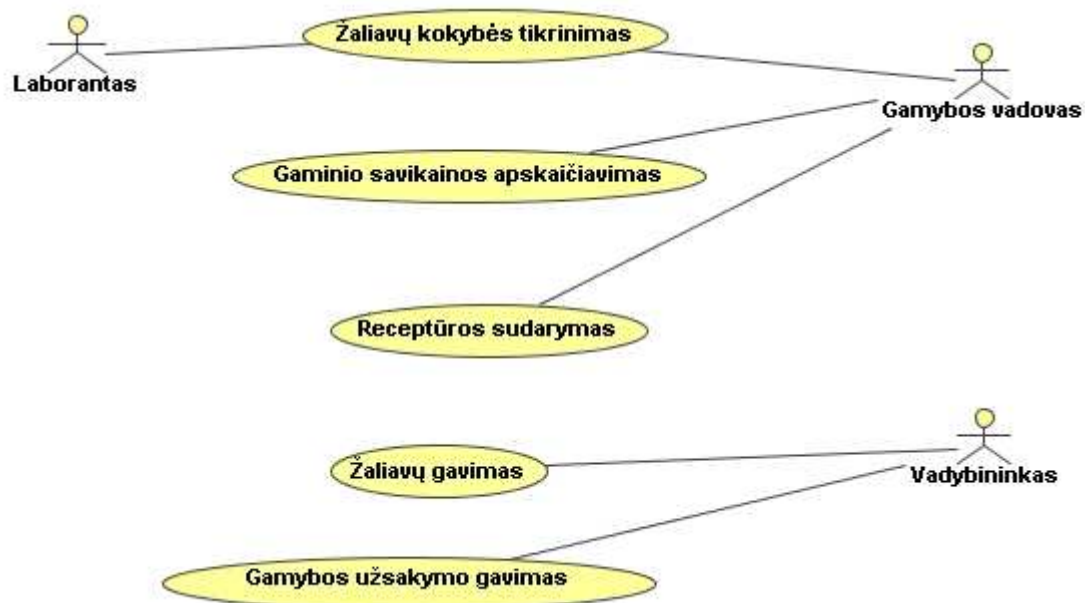 Žaliavų kokybės tikrinimas
Laborantas
Gamybos vadovas
Gaminio savikainos apskaičiavimas
Receptūros sudarymas
Žaliavų gavimas
Vadybininkas
Gamybos užsakymo gavimas